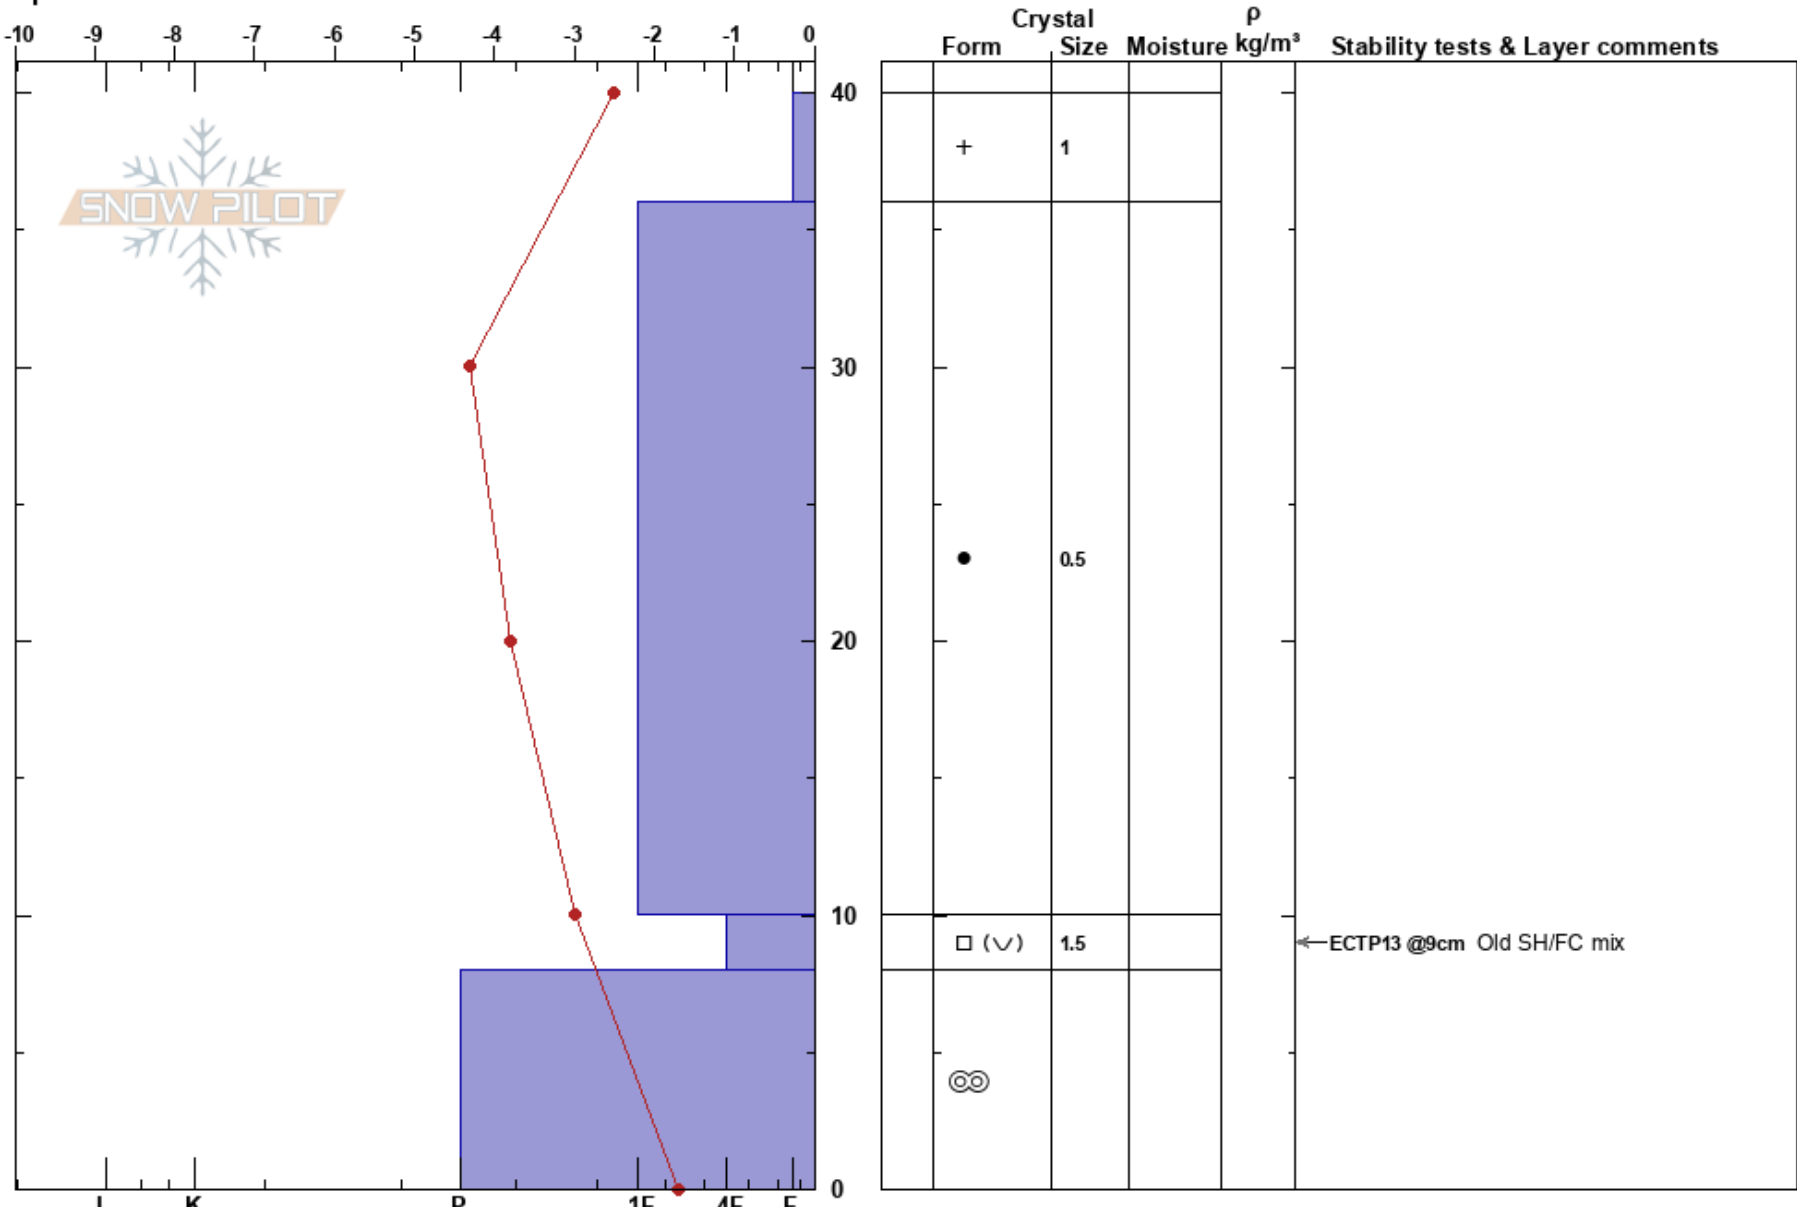 Crystal ρ
-10 -9 -8 -7 -6 -5 -4 -3 -2 -1 0 Form Size Moisture kg/m³ Stability tests & Layer comments
40
+ 1
SNOW PILOT
30
● 0.5
20
10
□ (∨) 1.5 ECTP13 @9cm Old SH/FC mix
0
I K P 1F 4F F